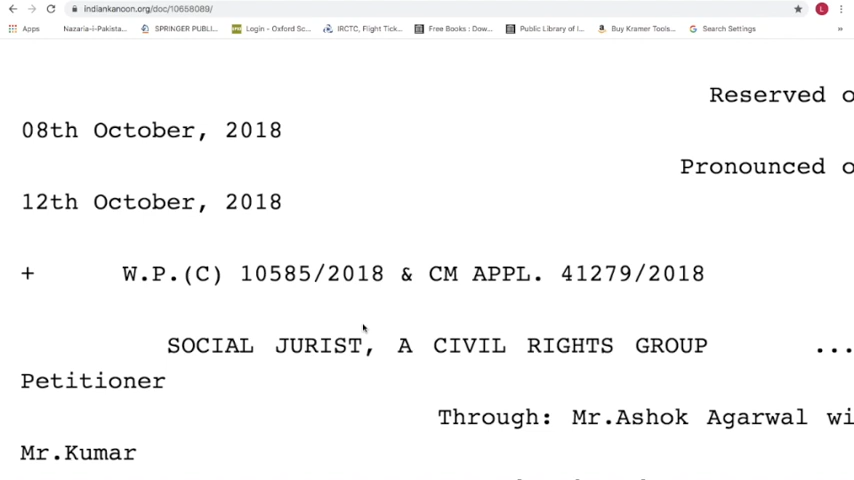 indiankanoon.org/doc/10658089/
Apps Nazaria-i-Pakista... SPRINGER PUBLI... Login - Oxford Sc... IRCTC, Flight Tick... Free Books : Dow... Public Library of I... Buy Kramer Tools... Search Settings »
Reserved o
08th October, 2018
Pronounced o
12th October, 2018
+ W.P.(C) 10585/2018 & CM APPL. 41279/2018
SOCIAL JURIST, A CIVIL RIGHTS GROUP ...
Petitioner
Through: Mr.Ashok Agarwal wi
Mr.Kumar